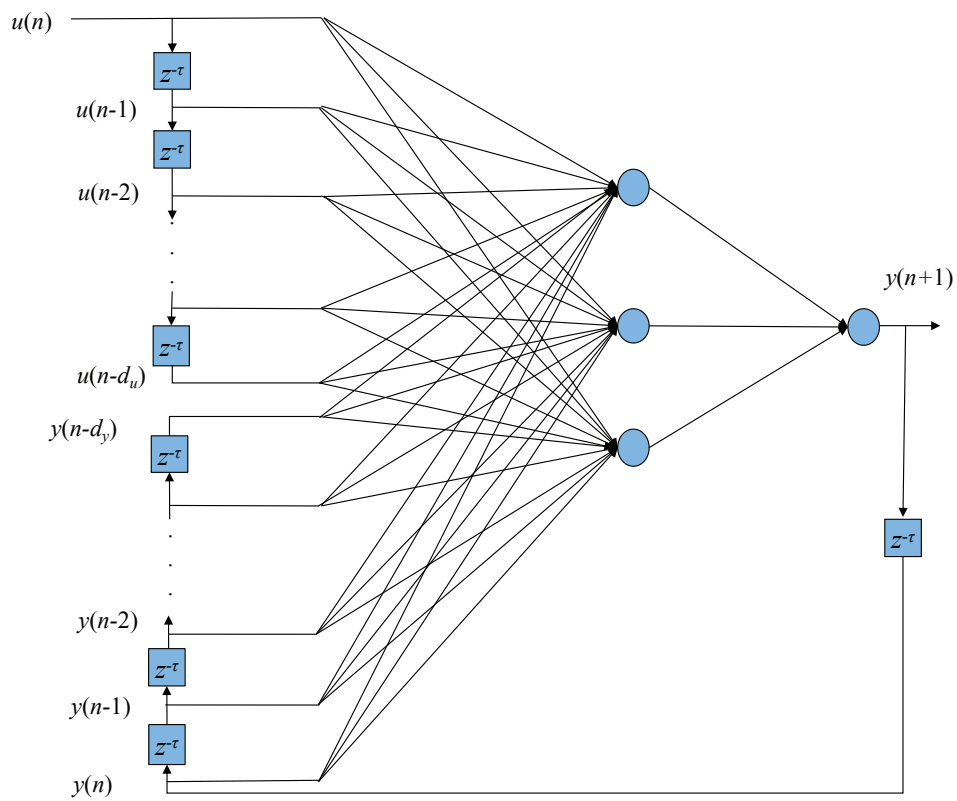 u(n)
z^-τ
u(n-1)
z^-τ
u(n-2)
z^-τ
u(n-d_u)
y(n-d_y)
z^-τ
y(n-2)
z^-τ
y(n-1)
z^-τ
y(n)
y(n+1)
z^-τ